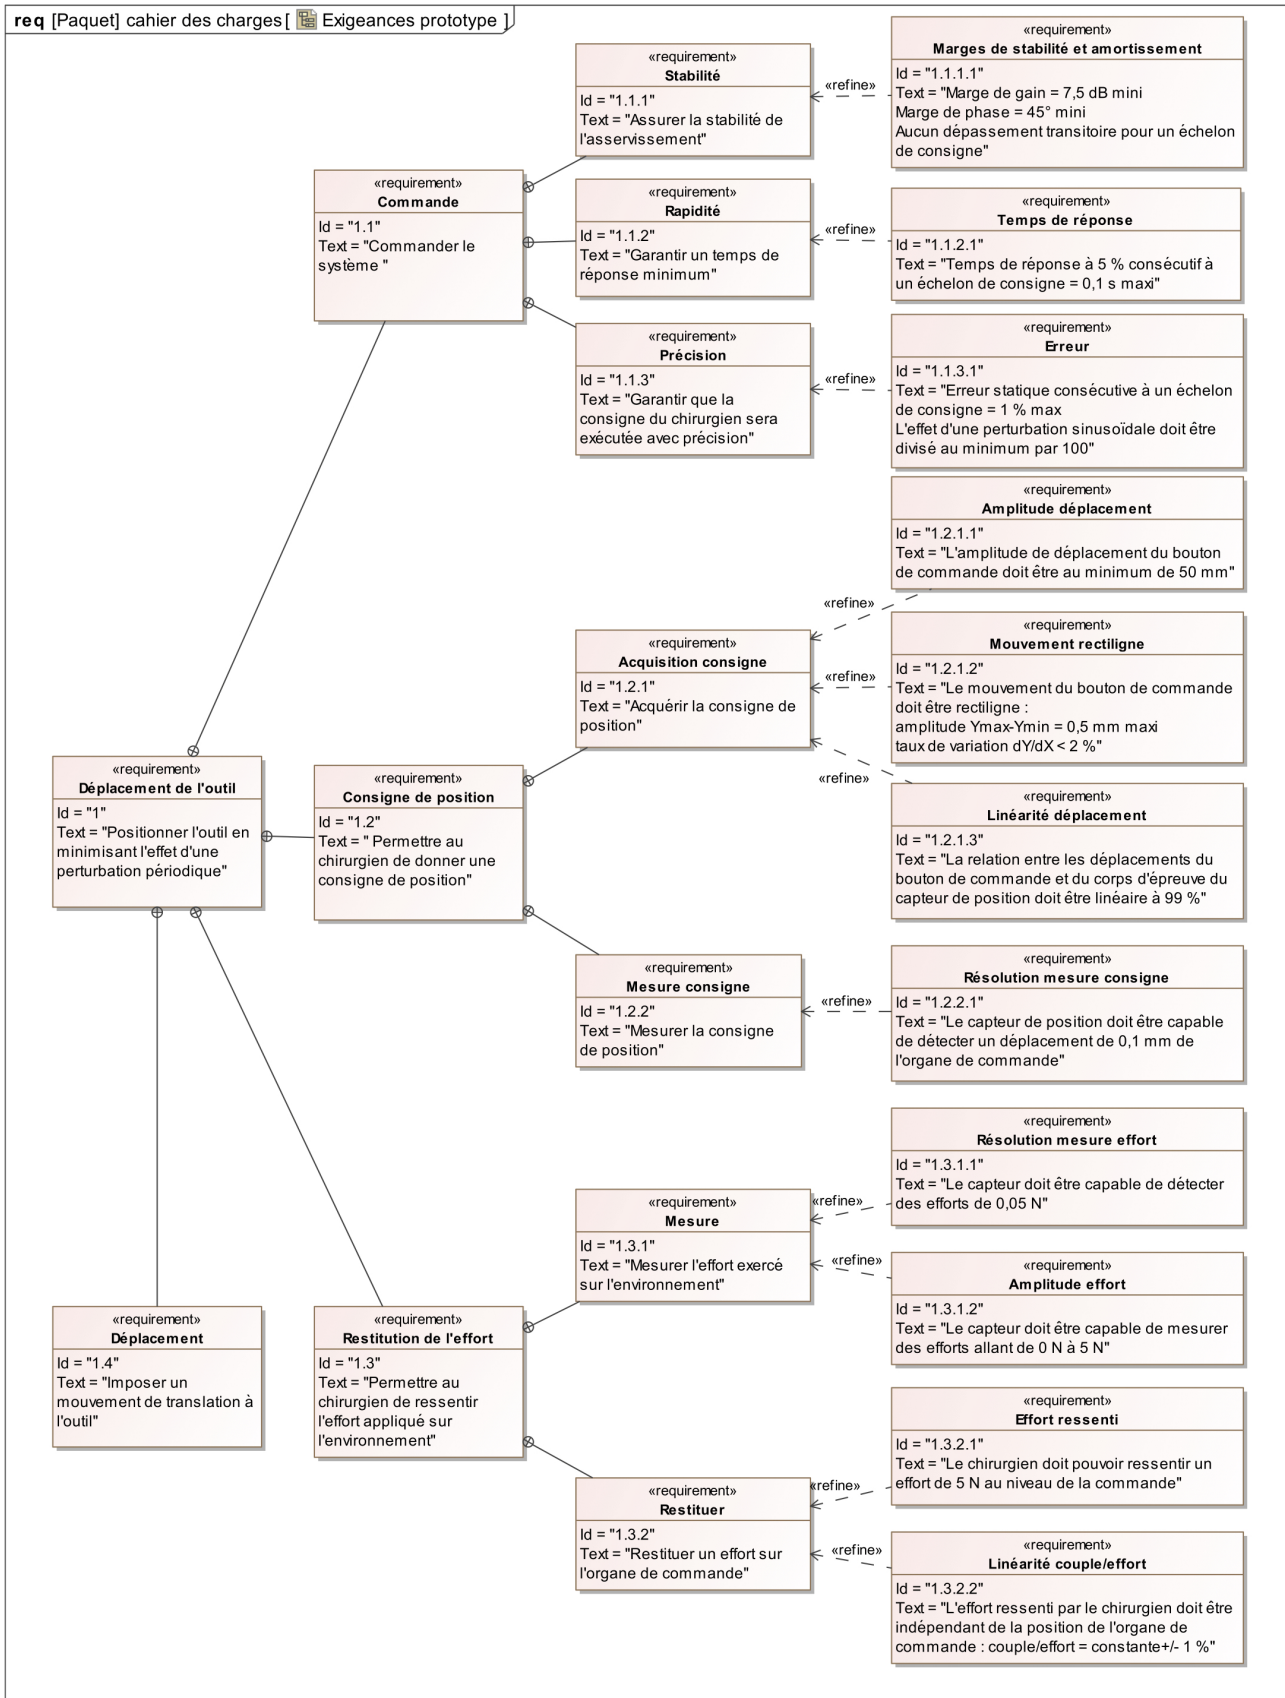 req [Paquet] cahier des charges [ Exigeances prototype ]
«requirement»
Stabilité
Id = "1.1.1"
Text = "Assurer la stabilité de
l'asservissement"
«refine»
«requirement»
Marges de stabilité et amortissement
Id = "1.1.1.1"
Text = "Marge de gain = 7,5 dB mini
Marge de phase = 45° mini
Aucun dépassement transitoire pour un échelon
de consigne"
«requirement»
Commande
Id = "1.1"
Text = "Commander le
système "
«requirement»
Rapidité
Id = "1.1.2"
Text = "Garantir un temps de
réponse minimum"
«refine»
«requirement»
Temps de réponse
Id = "1.1.2.1"
Text = "Temps de réponse à 5 % consécutif à
un échelon de consigne = 0,1 s maxi"
«requirement»
Précision
Id = "1.1.3"
Text = "Garantir que la
consigne du chirurgien sera
exécutée avec précision"
«refine»
«requirement»
Erreur
Id = "1.1.3.1"
Text = "Erreur statique consécutive à un échelon
de consigne = 1 % max
L'effet d'une perturbation sinusoïdale doit être
divisé au minimum par 100"
«requirement»
Amplitude déplacement
Id = "1.2.1.1"
Text = "L'amplitude de déplacement du bouton
de commande doit être au minimum de 50 mm"
«refine»
«requirement»
Acquisition consigne
Id = "1.2.1"
Text = "Acquérir la consigne de
position"
«refine»
«requirement»
Mouvement rectiligne
Id = "1.2.1.2"
Text = "Le mouvement du bouton de commande
doit être rectiligne :
amplitude Ymax-Ymin = 0,5 mm maxi
taux de variation dY/dX < 2 %"
«refine»
«requirement»
Déplacement de l'outil
Id = "1"
Text = "Positionner l'outil en
minimisant l'effet d'une
perturbation périodique"
«requirement»
Consigne de position
Id = "1.2"
Text = " Permettre au
chirurgien de donner une
consigne de position"
«requirement»
Linéarité déplacement
Id = "1.2.1.3"
Text = "La relation entre les déplacements du
bouton de commande et du corps d'épreuve du
capteur de position doit être linéaire à 99 %"
«requirement»
Mesure consigne
Id = "1.2.2"
Text = "Mesurer la consigne
de position"
«refine»
«requirement»
Résolution mesure consigne
Id = "1.2.2.1"
Text = "Le capteur de position doit être capable
de détecter un déplacement de 0,1 mm de
l'organe de commande"
«requirement»
Résolution mesure effort
Id = "1.3.1.1"
Text = "Le capteur doit être capable de détecter
des efforts de 0,05 N"
«refine»
«requirement»
Mesure
Id = "1.3.1"
Text = "Mesurer l'effort exercé
sur l'environnement"
«refine»
«requirement»
Amplitude effort
Id = "1.3.1.2"
Text = "Le capteur doit être capable de mesurer
des efforts allant de 0 N à 5 N"
«requirement»
Déplacement
Id = "1.4"
Text = "Imposer un
mouvement de translation à
l'outil"
«requirement»
Restitution de l'effort
Id = "1.3"
Text = "Permettre au
chirurgien de ressentir
l'effort appliqué sur
l'environnement"
«requirement»
Effort ressenti
Id = "1.3.2.1"
Text = "Le chirurgien doit pouvoir ressentir un
effort de 5 N au niveau de la commande"
«refine»
«requirement»
Restituer
Id = "1.3.2"
Text = "Restituer un effort sur
l'organe de commande"
«refine»
«requirement»
Linéarité couple/effort
Id = "1.3.2.2"
Text = "L'effort ressenti par le chirurgien doit être
indépendant de la position de l'organe de
commande : couple/effort = constante+/- 1 %"